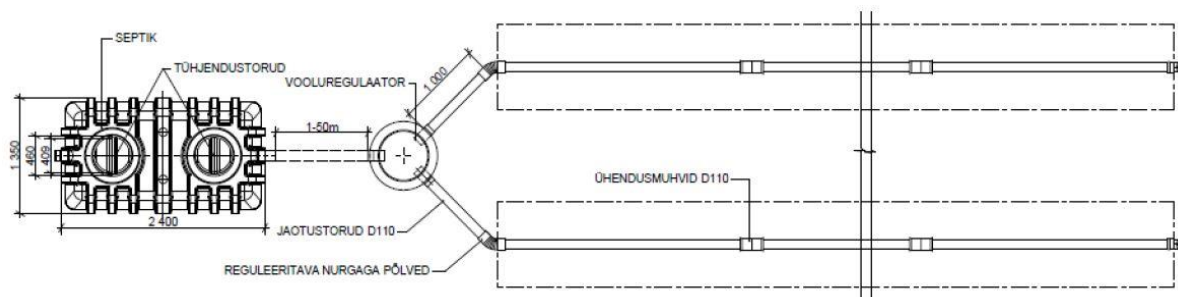 SEPTIK
TÜHJENDUSTORUD
VOOLUREGULAATOR
1 000
1-50m
1 350
460
409
2 400
ÜHENDUSMUHVID D110
JAOTUSTORUD D110
REGULEERITAVA NURGAGA PÕLVED